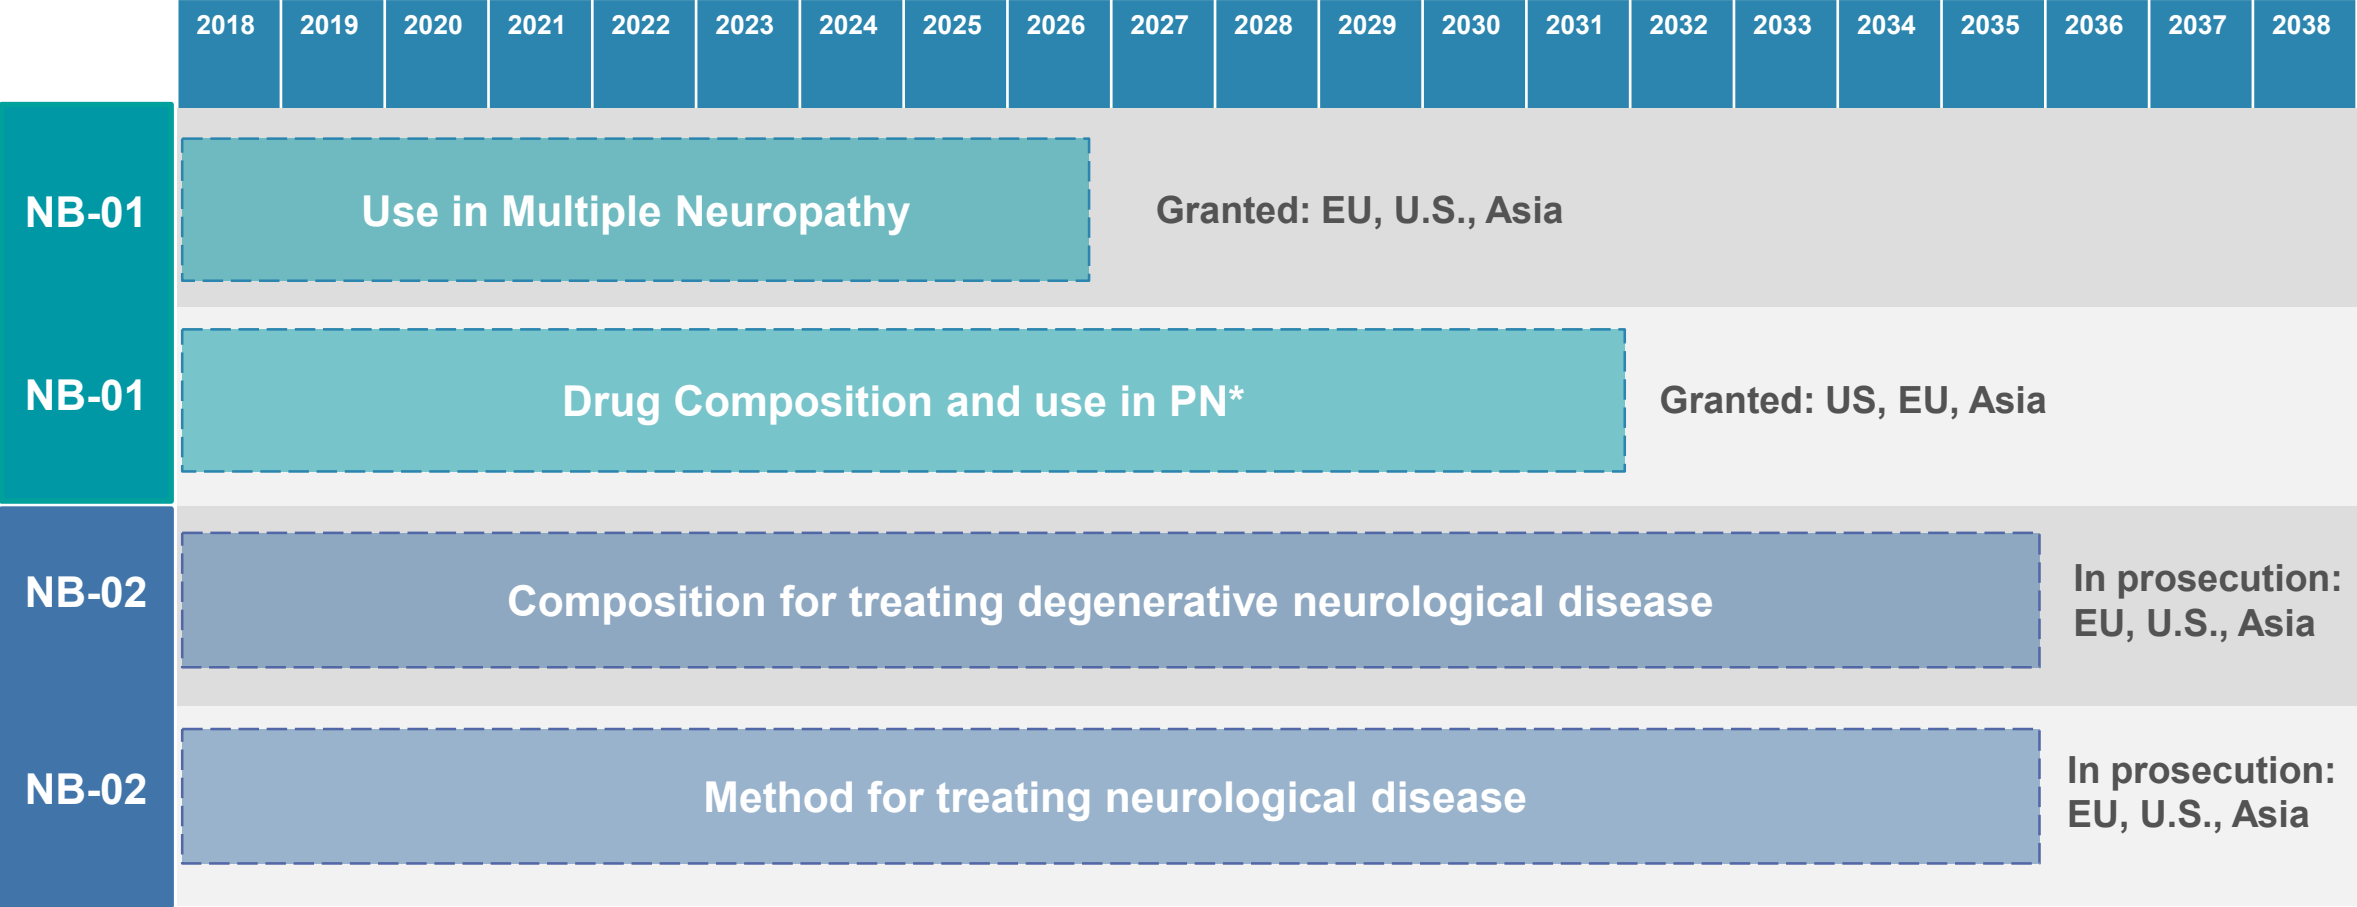 2018 2019 2020 2021 2022 2023 2024 2025 2026 2027 2028 2029 2030 2031 2032 2033 2034 2035 2036 2037 2038
NB-01
Use in Multiple Neuropathy
Granted: EU, U.S., Asia
NB-01
Drug Composition and use in PN*
Granted: US, EU, Asia
NB-02
Composition for treating degenerative neurological disease
In prosecution:
EU, U.S., Asia
NB-02
Method for treating neurological disease
In prosecution:
EU, U.S., Asia